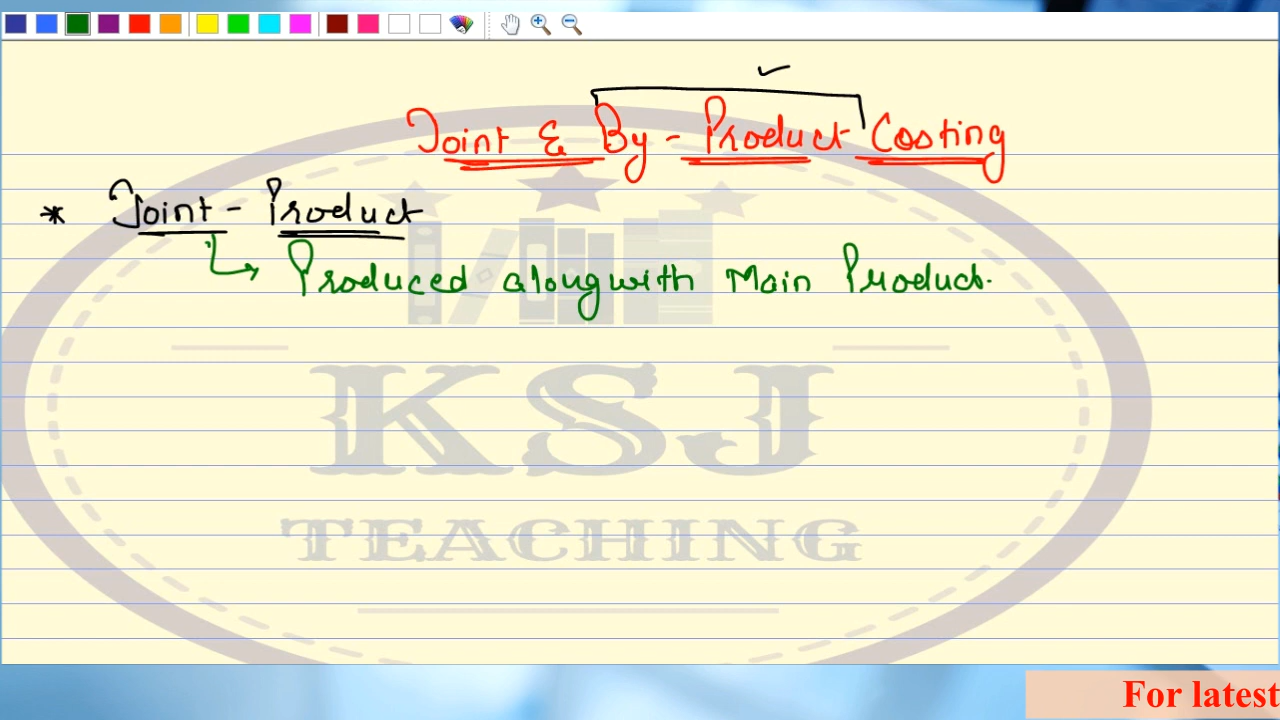 Joint & By-Product Costing
* Joint-Product
Produced alongwith Main Product.
KSJ
TEACHING
For latest